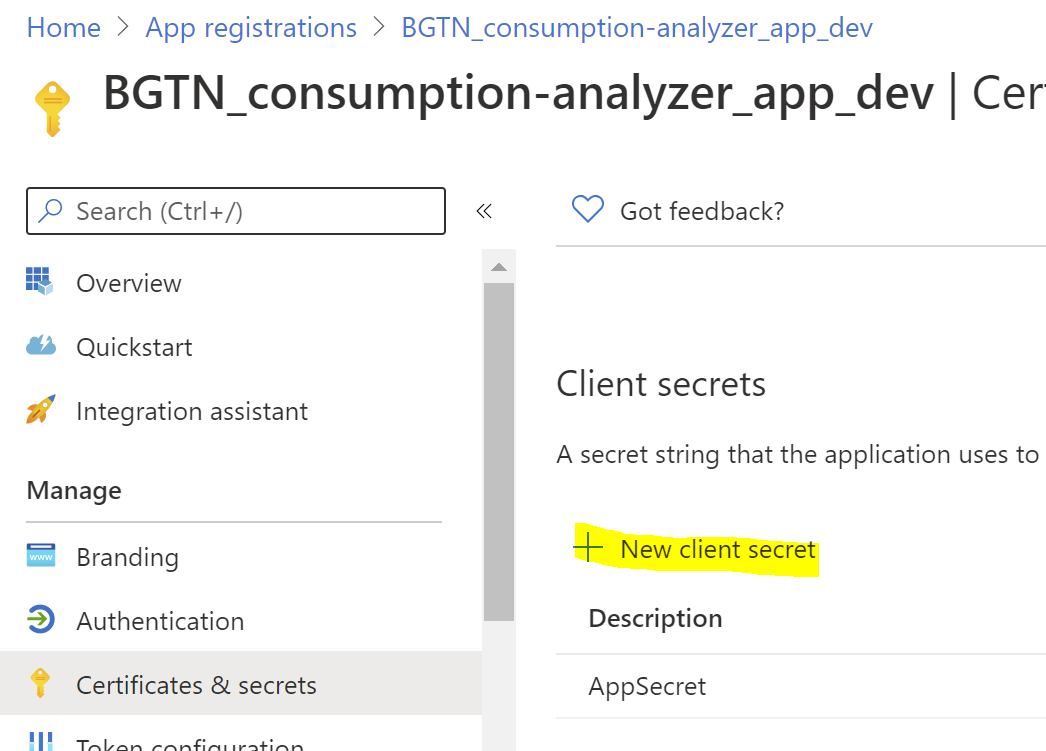 Home > App registrations > BGTN_consumption-analyzer_app_dev
BGTN_consumption-analyzer_app_dev | Cer
Search (Ctrl+/)
«
Got feedback?
Overview
Quickstart
Integration assistant
Manage
www
Branding
Authentication
Certificates & secrets
Token configuration
Client secrets
A secret string that the application uses to
+ New client secret
Description
AppSecret